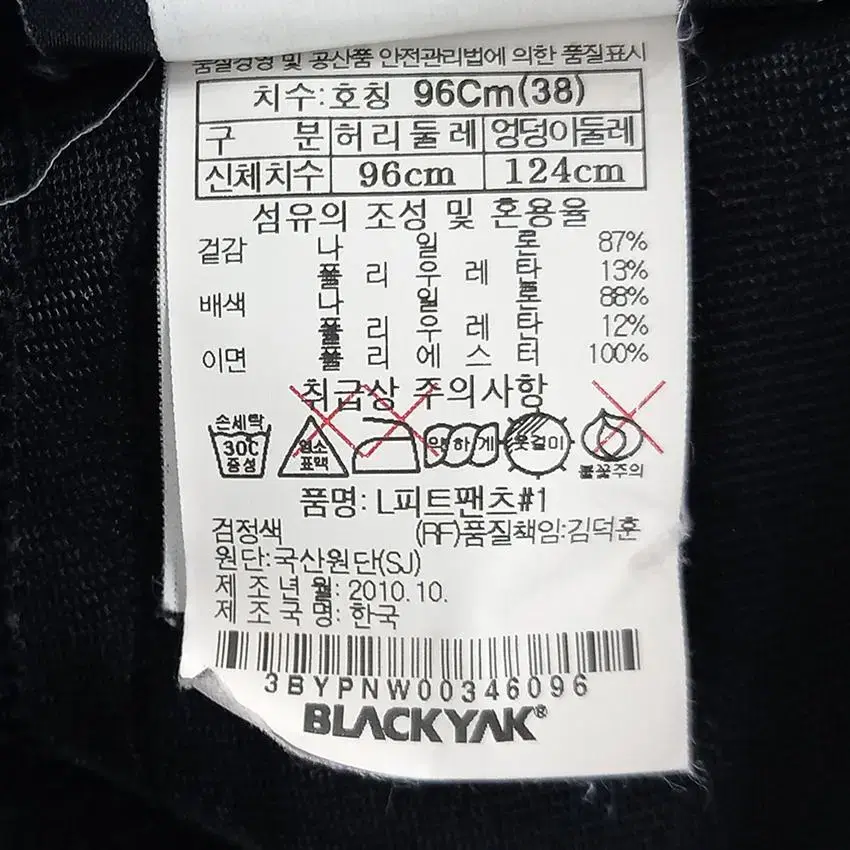 품질경영 및 공산품 안전관리법에 의한 품질표시
치수:호칭 96Cm(38)
구 분 허리둘레 엉덩이둘레
신체치수 96cm 124cm
섬유의 조성 및 혼용율
겉감 나 일 론 87%
폴 리 우 레 탄 13%
배색 나 일 론 88%
폴 리 우 레 탄 12%
이면 폴 리 에 스 터 100%
취급상 주의사항
손세탁
30C 염소 약하게 옷걸이
중성 표백 불꽃주의
품명: L피트팬츠#1
검정색 (RF)품질책임:김덕훈
원단:국산원단(SJ)
제조년월: 2010.10.
제조국명: 한국
3BYPNW00346096
BLACKYAK®